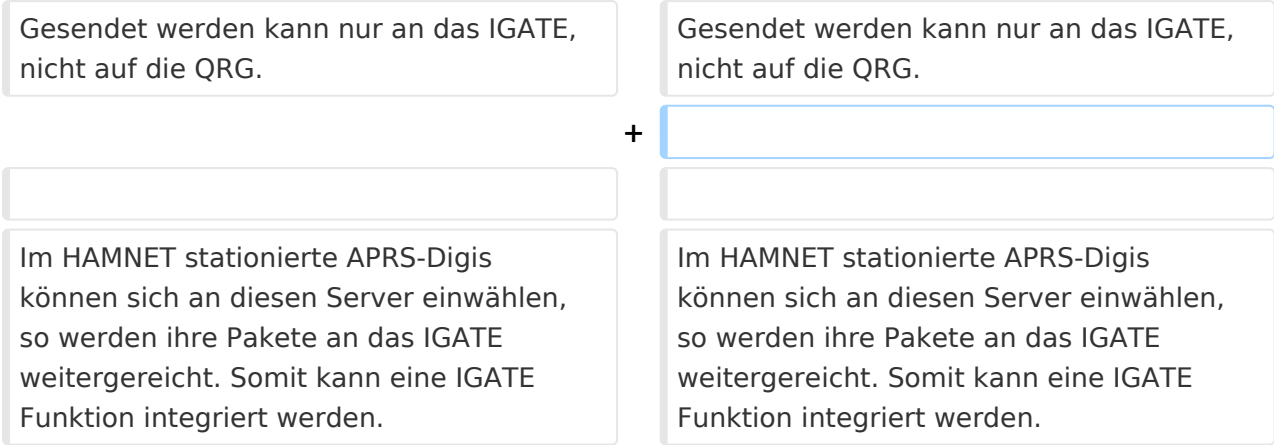 Gesendet werden kann nur an das IGATE,
nicht auf die QRG.
Gesendet werden kann nur an das IGATE,
nicht auf die QRG.
+
Im HAMNET stationierte APRS-Digis
können sich an diesen Server einwählen,
so werden ihre Pakete an das IGATE
weitergereicht. Somit kann eine IGATE
Funktion integriert werden.
Im HAMNET stationierte APRS-Digis
können sich an diesen Server einwählen,
so werden ihre Pakete an das IGATE
weitergereicht. Somit kann eine IGATE
Funktion integriert werden.